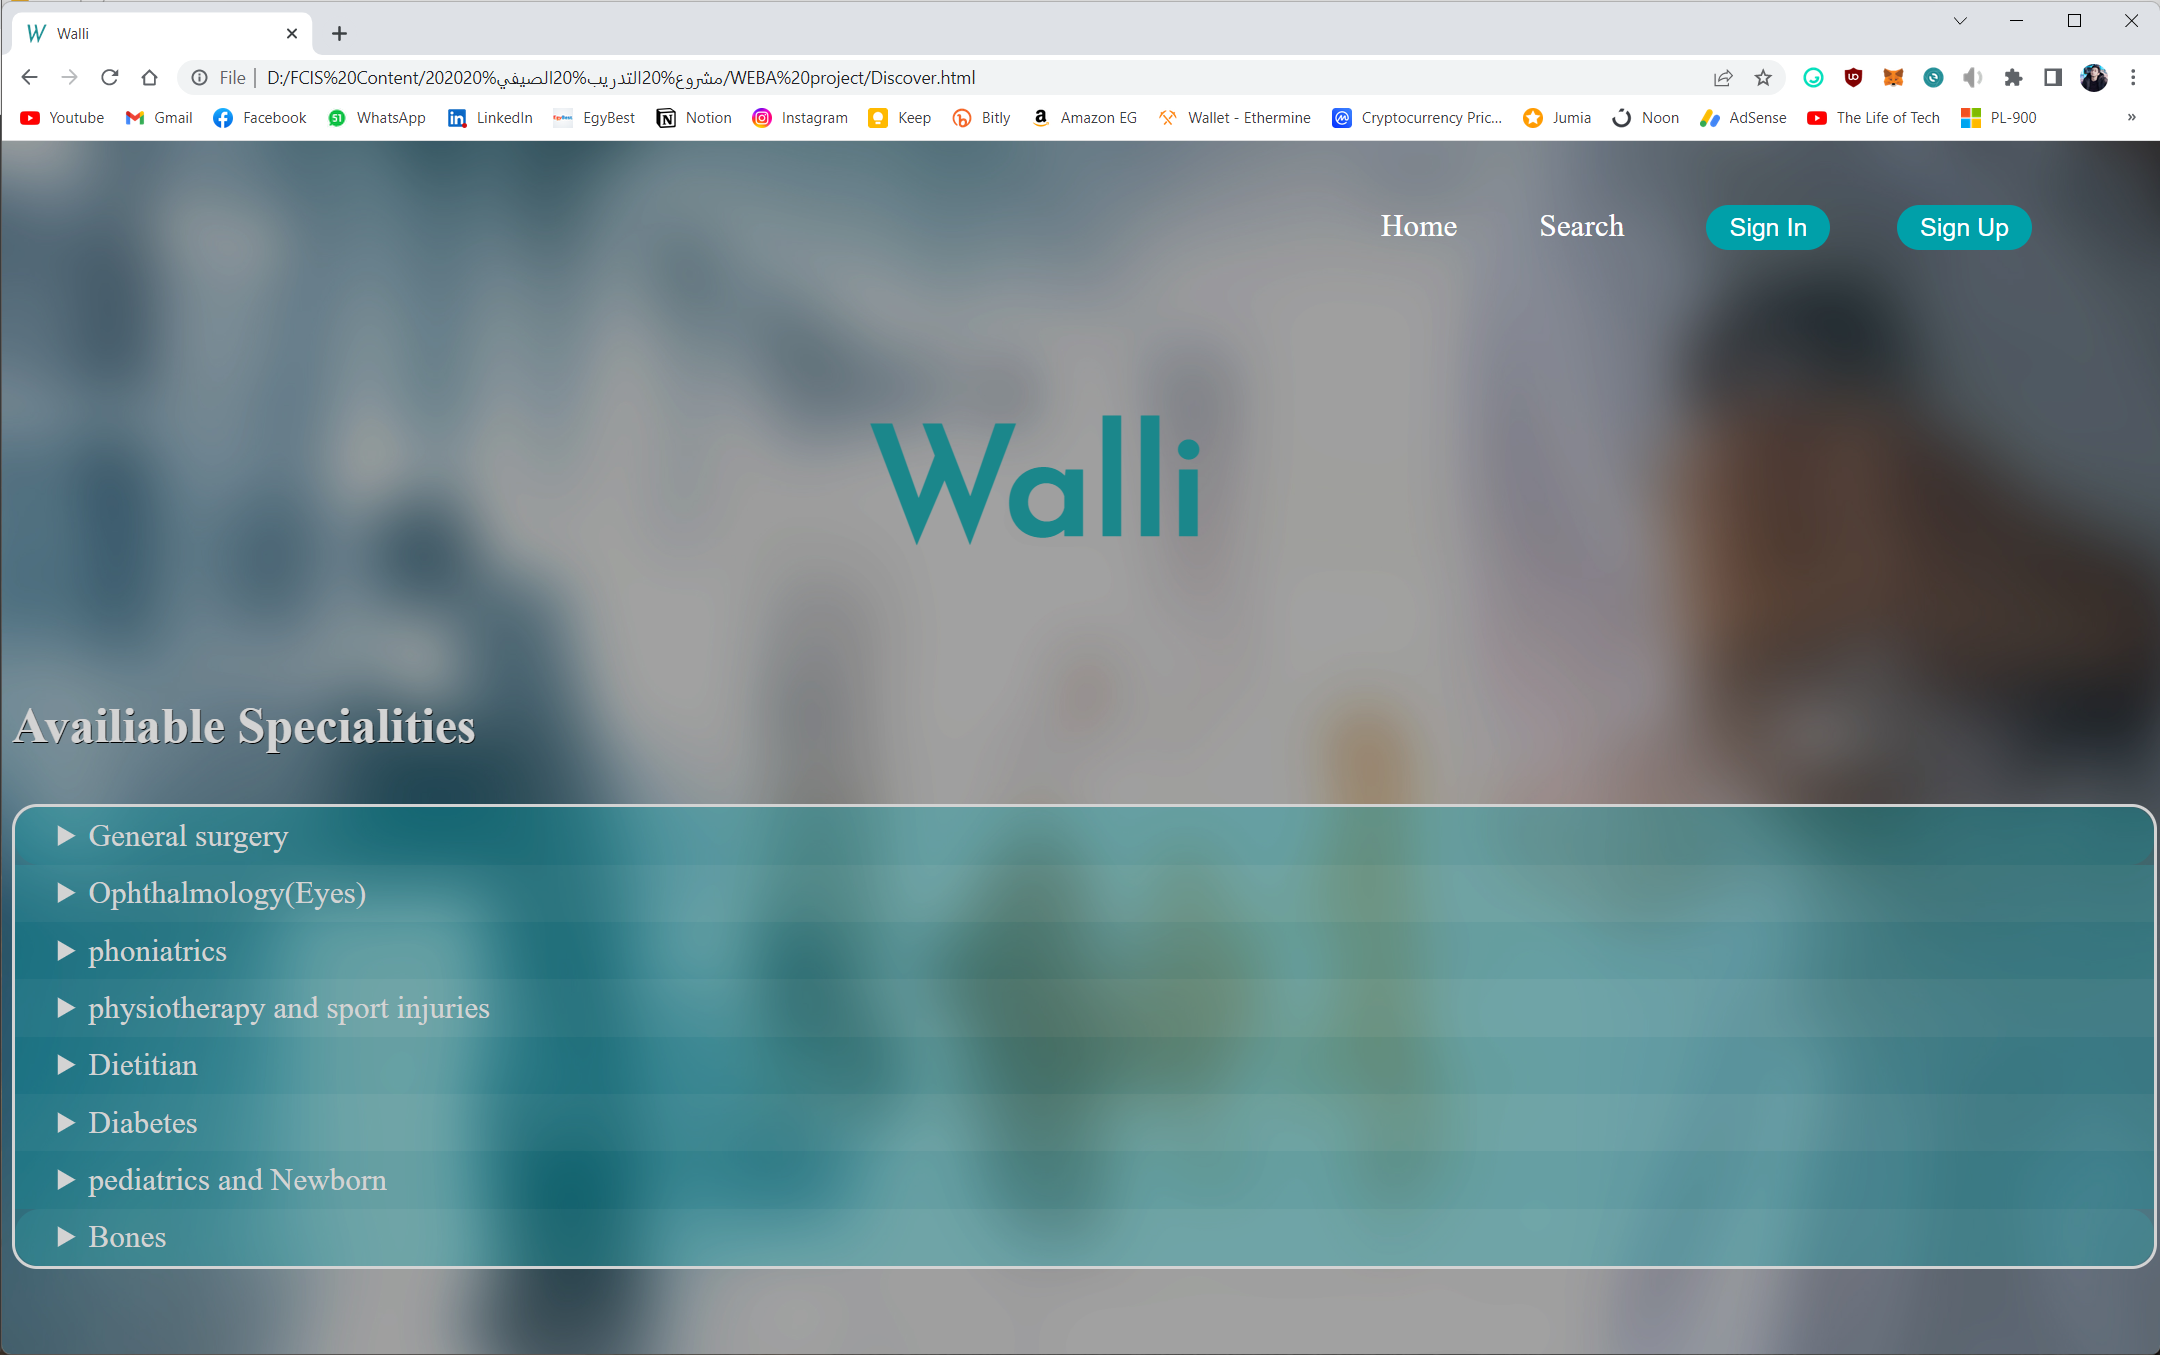 Walli
File | D:/FCIS%20Content/202020%مشروع%20التدريب%20الصيفي/WEBA%20project/Discover.html
Youtube Gmail Facebook WhatsApp LinkedIn EgyBest Notion Instagram Keep Bitly Amazon EG Wallet - Ethermine Cryptocurrency Pric... Jumia Noon AdSense The Life of Tech PL-900 »
Home Search Sign In Sign Up
Walli
Availiable Specialities
General surgery
Ophthalmology(Eyes)
phoniatrics
physiotherapy and sport injuries
Dietitian
Diabetes
pediatrics and Newborn
Bones